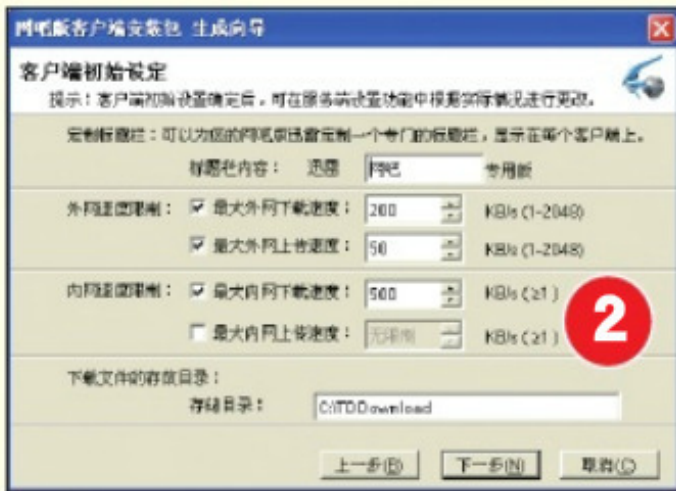 网吧版客户端安装包 生成向导
客户端初始设定
提示：客户端初始设置确定后，可在服务端设置功能中根据实际情况进行更改。
定制标题栏：可以为您的网吧版迅雷定制一个专门的标题栏，显示在每个客户端上。
标题栏内容： 迅雷 网吧 专用版
外网速度限制： 最大外网下载速度： 200 KB/s (1-2048)
最大外网上传速度： 50 KB/s (1-2048)
内网速度限制： 最大内网下载速度： 500 KB/s (≥1)
最大内网上传速度： 无限制 KB/s (≥1)
2
下载文件的存放目录：
存储目录： C:\TDDownload
上一步(B) 下一步(N) 取消(C)